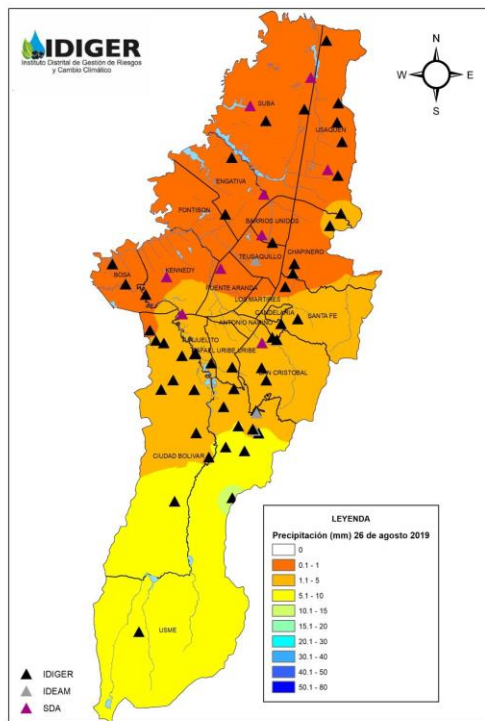 IDIGER
Instituto Distrital de Gestión de Riesgos
y Cambio Climático
N
W
E
S
SUBA
USAQUEN
ENGATIVA
FONTIBON
BARRIOS UNIDOS
TEUSAQUILLO
CHAPINERO
BOSA
KENNEDY
PUENTE ARANDA
LOS MARTIRES
CANDELARIA
SANTA FE
ANTONIO NARINO
TUNJUELITO
RAFAEL URIBE URIBE
SAN CRISTOBAL
CIUDAD BOLIVAR
USME
LEYENDA
Precipitación (mm) 26 de agosto 2019
0
0.1 - 1
1.1 - 5
5.1 - 10
10.1 - 15
15.1 - 20
20.1 - 30
30.1 - 40
40.1 - 50
50.1 - 80
IDIGER
IDEAM
SDA